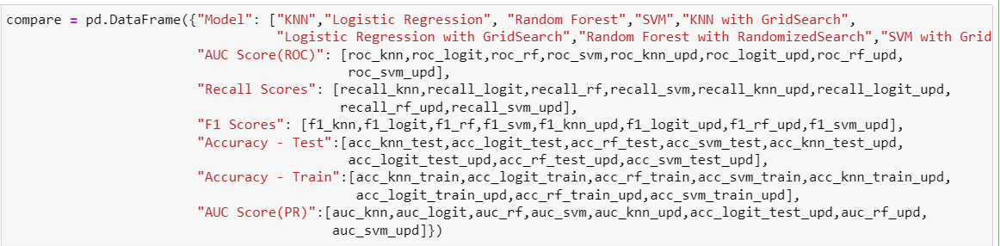 compare = pd.DataFrame({"Model": ["KNN","Logistic Regression", "Random Forest","SVM","KNN with GridSearch",
"Logistic Regression with GridSearch","Random Forest with RandomizedSearch","SVM with Grid
"AUC Score(ROC)": [roc_knn,roc_logit,roc_rf,roc_svm,roc_knn_upd,roc_logit_upd,roc_rf_upd,
roc_svm_upd],
"Recall Scores": [recall_knn,recall_logit,recall_rf,recall_svm,recall_knn_upd,recall_logit_upd,
recall_rf_upd,recall_svm_upd],
"F1 Scores": [f1_knn,f1_logit,f1_rf,f1_svm,f1_knn_upd,f1_logit_upd,f1_rf_upd,f1_svm_upd],
"Accuracy - Test":[acc_knn_test,acc_logit_test,acc_rf_test,acc_svm_test,acc_knn_test_upd,
acc_logit_test_upd,acc_rf_test_upd,acc_svm_test_upd],
"Accuracy - Train":[acc_knn_train,acc_logit_train,acc_rf_train,acc_svm_train,acc_knn_train_upd,
acc_logit_train_upd,acc_rf_train_upd,acc_svm_train_upd],
"AUC Score(PR)":[auc_knn,auc_logit,auc_rf,auc_svm,auc_knn_upd,acc_logit_test_upd,auc_rf_upd,
auc_svm_upd]})